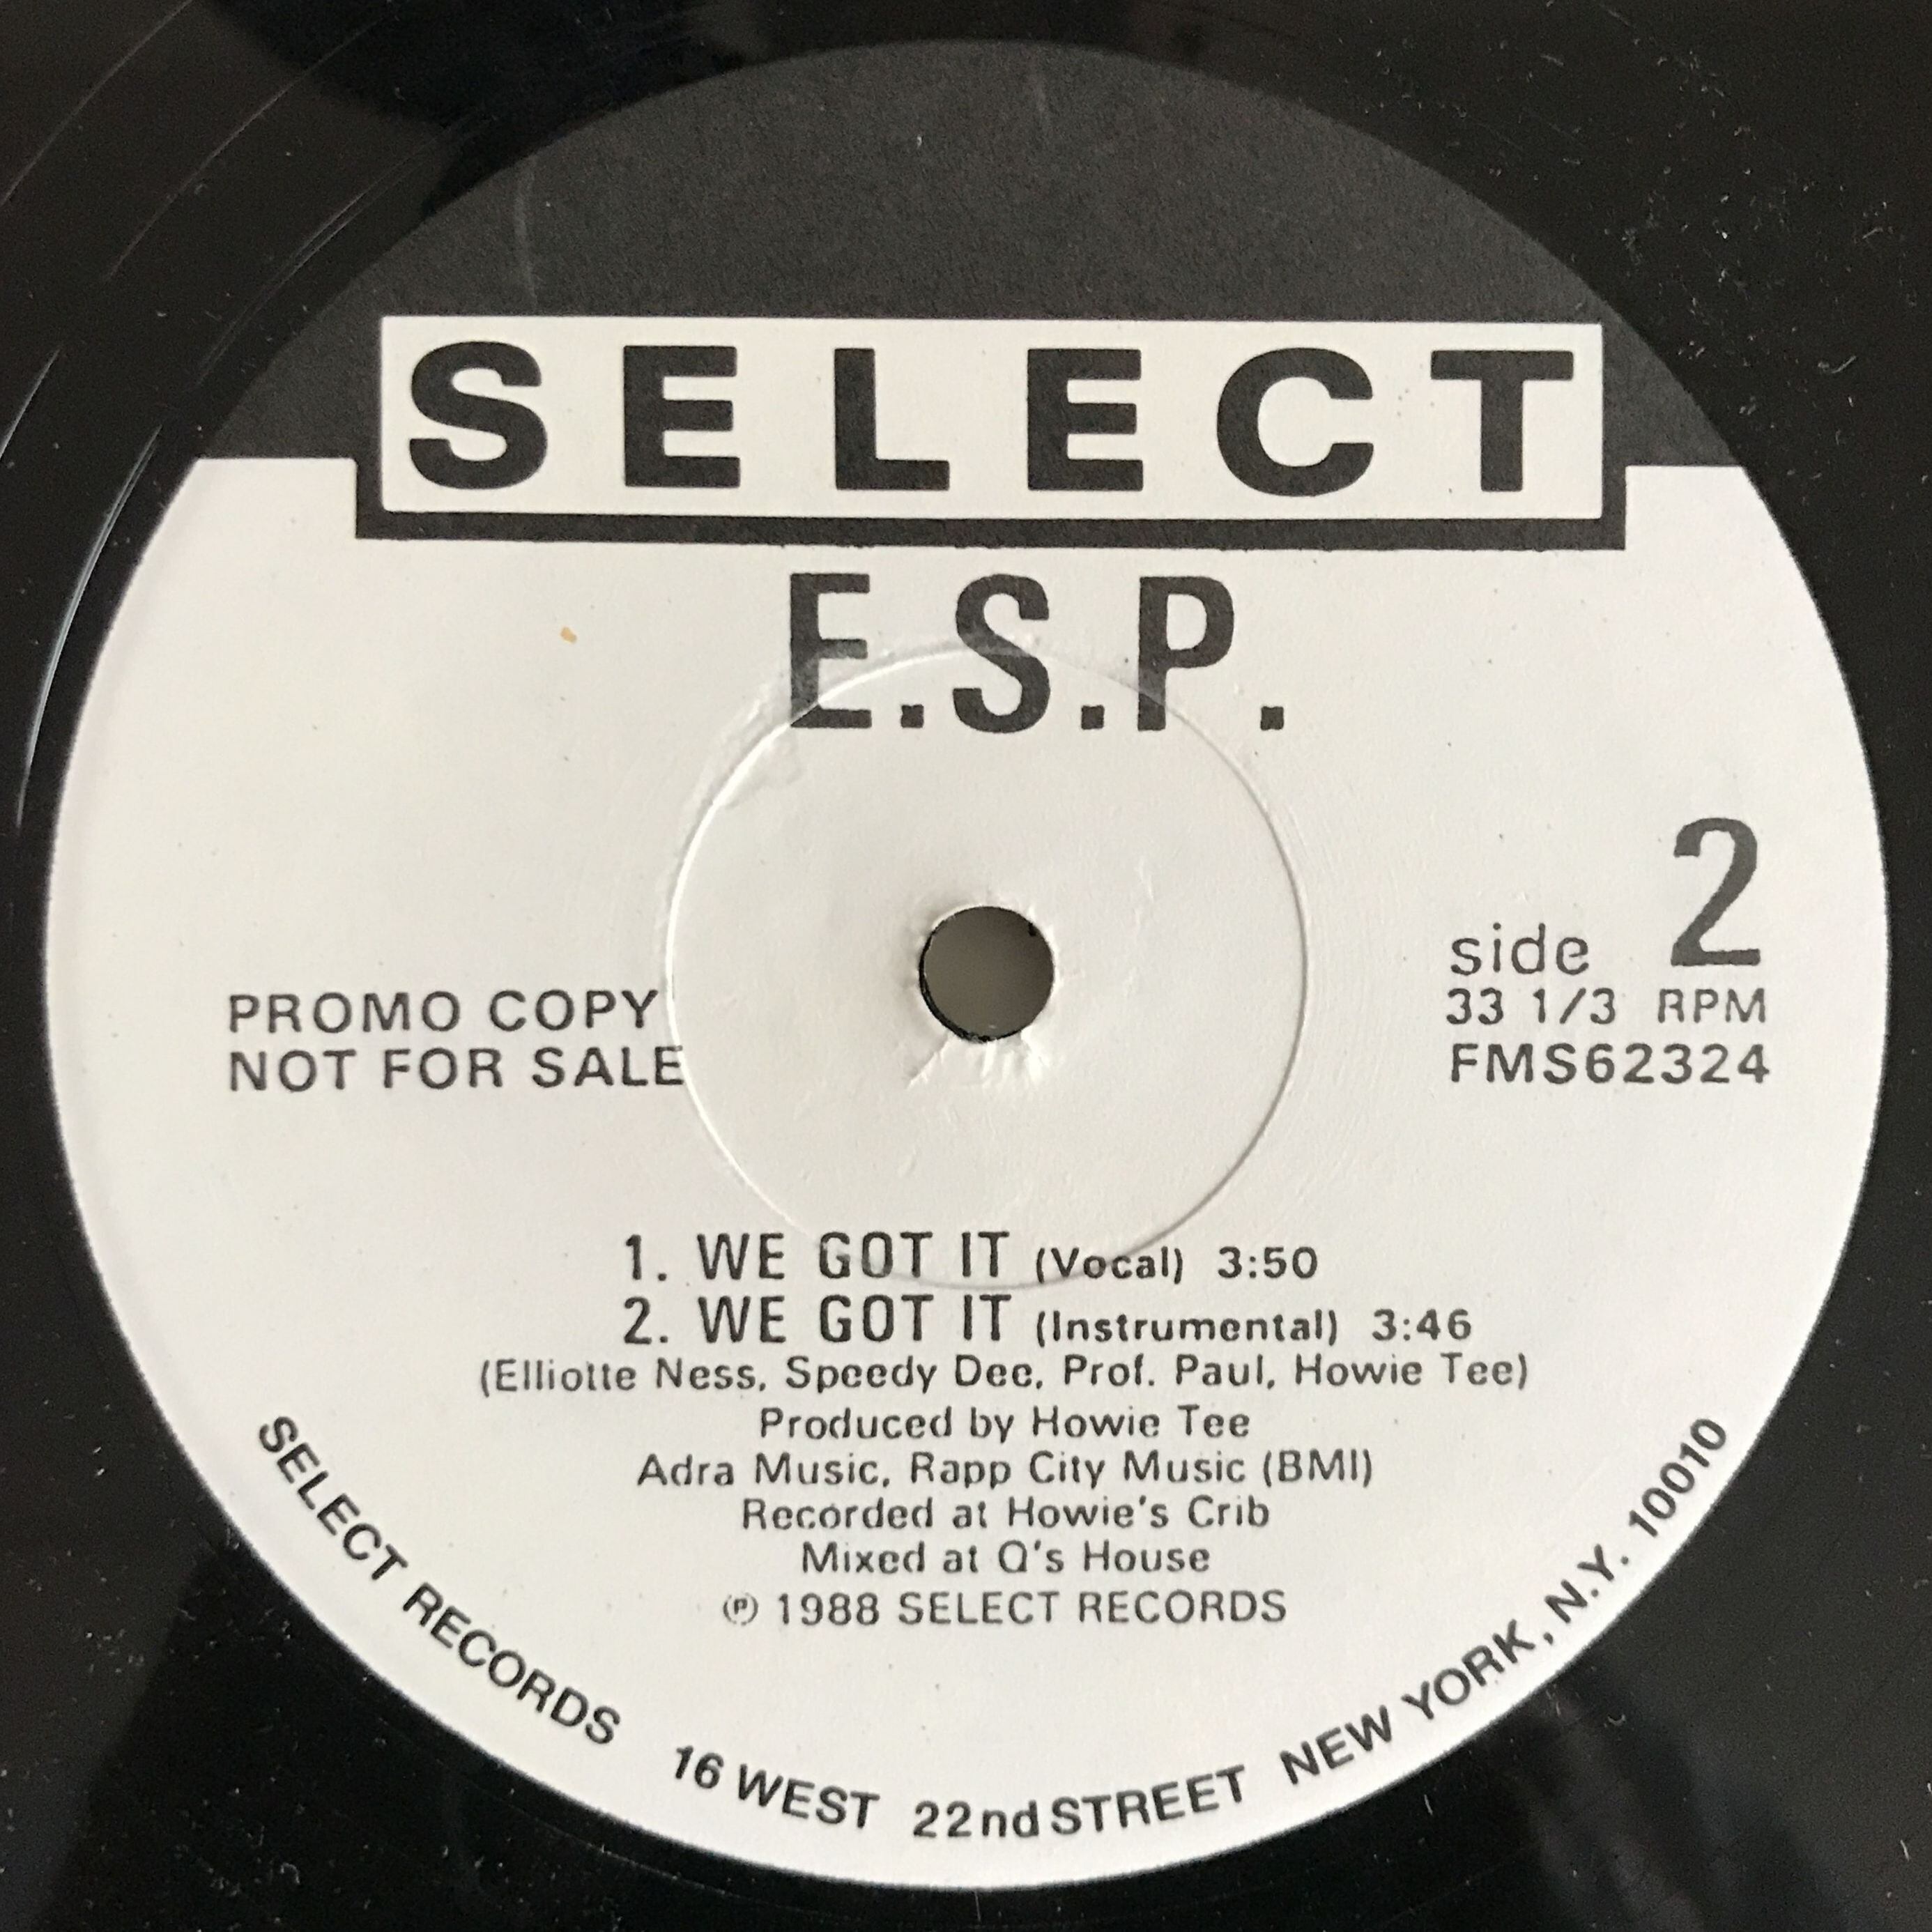 SELECT
E.S.P.
side 2
33 1/3 RPM
FMS62324
PROMO COPY
NOT FOR SALE
1. WE GOT IT (Vocal) 3:50
2. WE GOT IT (Instrumental) 3:46
(Elliotte Ness, Speedy Dee, Prof. Paul, Howie Tee)
Produced by Howie Tee
Adra Music, Rapp City Music (BMI)
Recorded at Howie's Crib
Mixed at Q's House
℗ 1988 SELECT RECORDS
SELECT RECORDS 16 WEST 22nd STREET NEW YORK, N.Y. 10010